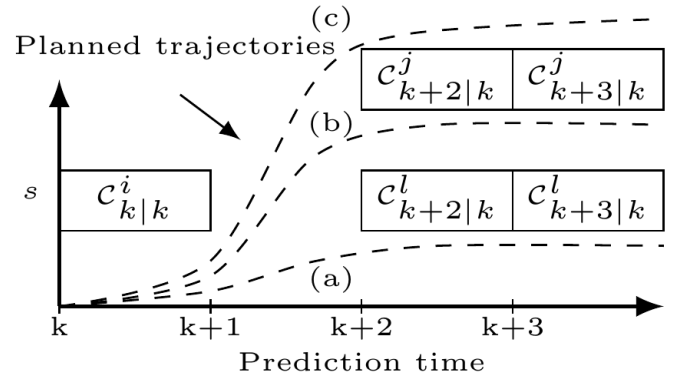 (c)
Planned trajectories
C^j_{k+2|k} C^j_{k+3|k}
(b)
s
C^i_{k|k} C^l_{k+2|k} C^l_{k+3|k}
(a)
k k+1 k+2 k+3
Prediction time